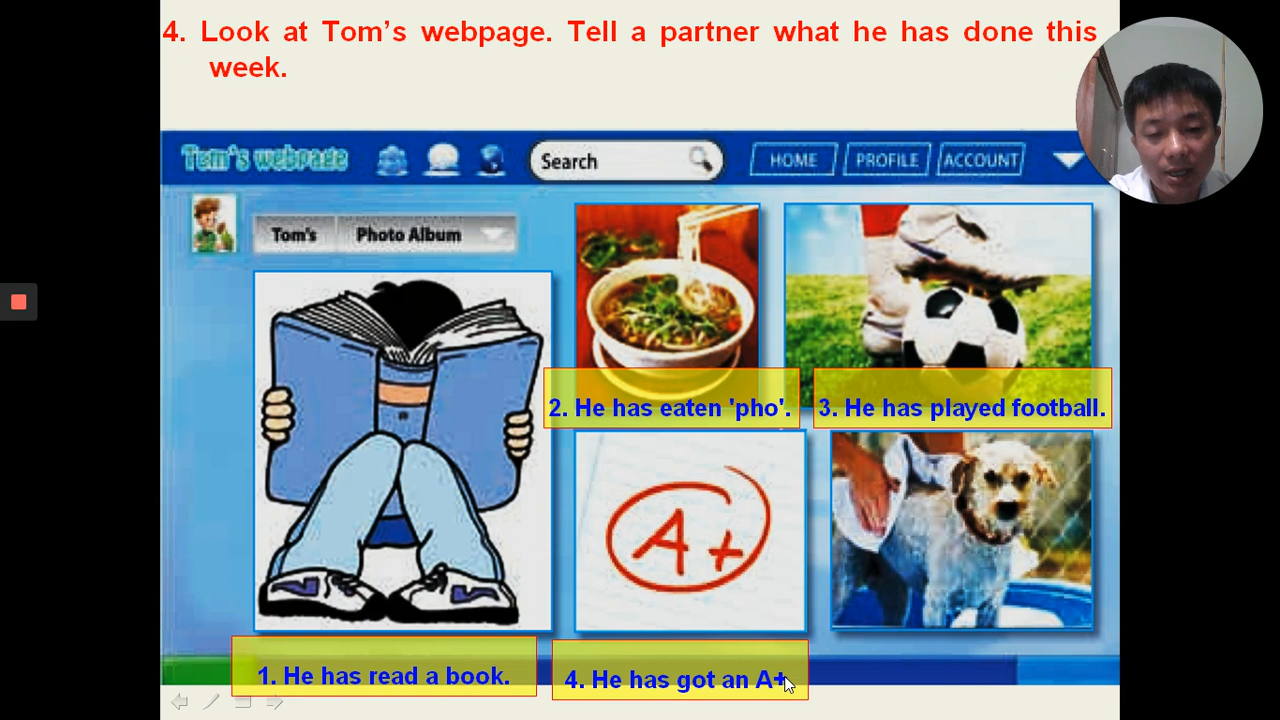 4. Look at Tom’s webpage. Tell a partner what he has done this
week.
Tom's webpage
Search
HOME
PROFILE
ACCOUNT
Tom's
Photo Album
2. He has eaten 'pho'.
3. He has played football.
A+
1. He has read a book.
4. He has got an A+